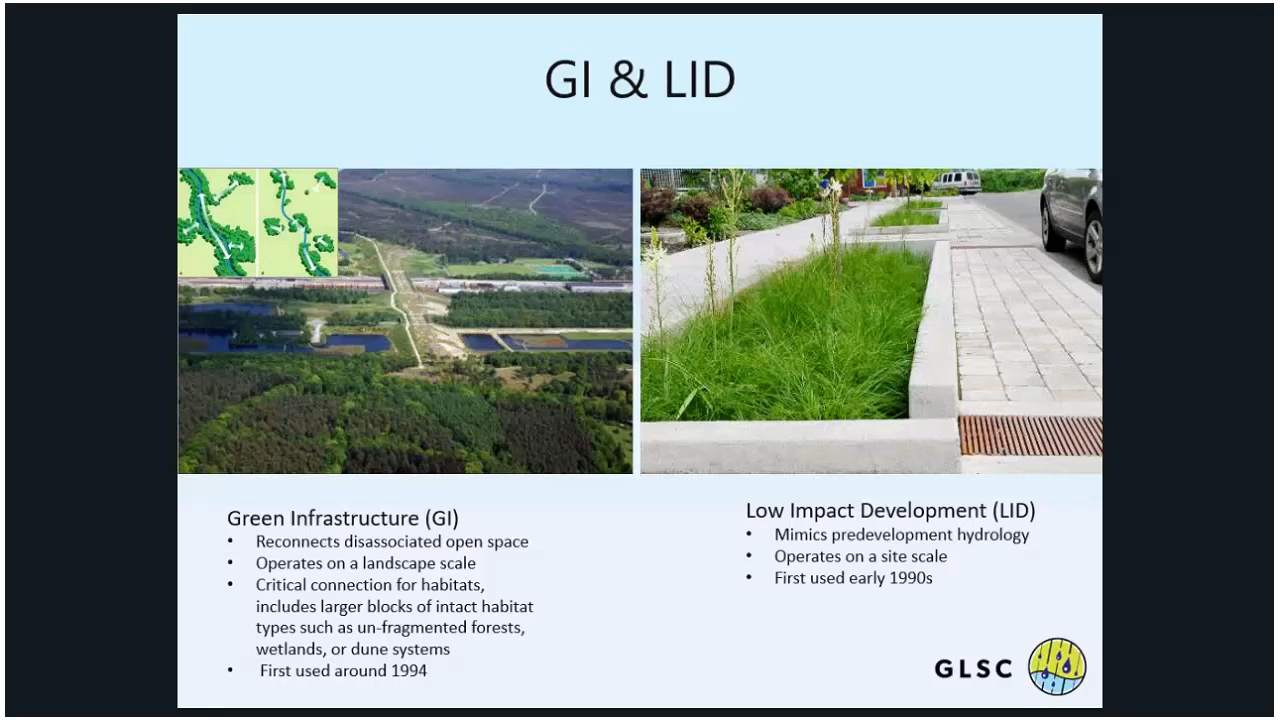 GI & LID
Green Infrastructure (GI)
• Reconnects disassociated open space
• Operates on a landscape scale
• Critical connection for habitats,
includes larger blocks of intact habitat
types such as un-fragmented forests,
wetlands, or dune systems
• First used around 1994
Low Impact Development (LID)
• Mimics predevelopment hydrology
• Operates on a site scale
• First used early 1990s
GLSC